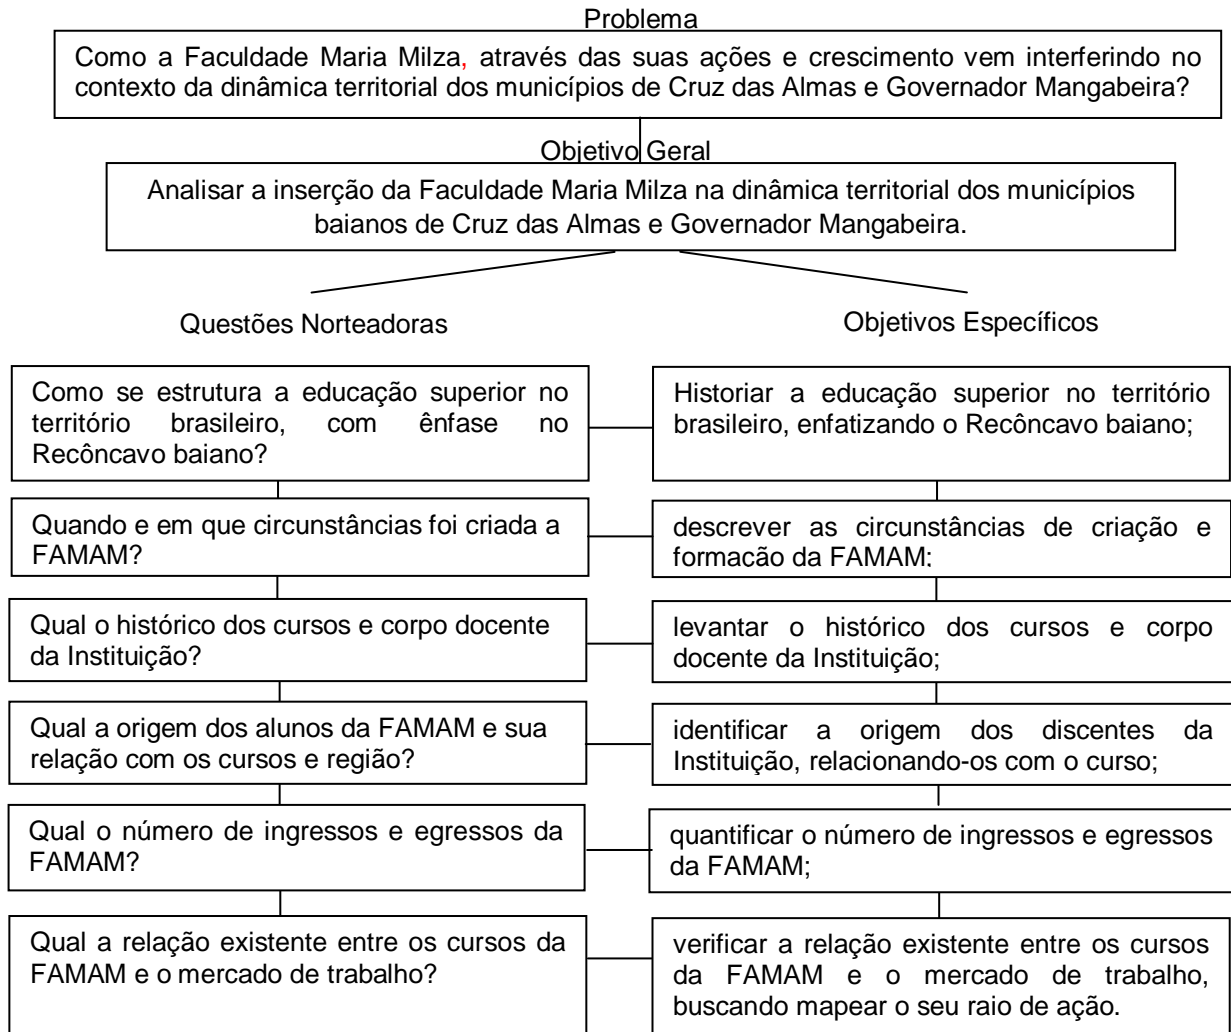 Problema
Como a Faculdade Maria Milza, através das suas ações e crescimento vem interferindo no
contexto da dinâmica territorial dos municípios de Cruz das Almas e Governador Mangabeira?
Objetivo Geral
Analisar a inserção da Faculdade Maria Milza na dinâmica territorial dos municípios
baianos de Cruz das Almas e Governador Mangabeira.
Questões Norteadoras
Objetivos Específicos
Como se estrutura a educação superior no
território brasileiro, com ênfase no
Recôncavo baiano?
Historiar a educação superior no território
brasileiro, enfatizando o Recôncavo baiano;
Quando e em que circunstâncias foi criada a
FAMAM?
descrever as circunstâncias de criação e
formação da FAMAM;
Qual o histórico dos cursos e corpo docente
da Instituição?
levantar o histórico dos cursos e corpo
docente da Instituição;
Qual a origem dos alunos da FAMAM e sua
relação com os cursos e região?
identificar a origem dos discentes da
Instituição, relacionando-os com o curso;
Qual o número de ingressos e egressos da
FAMAM?
quantificar o número de ingressos e egressos
da FAMAM;
Qual a relação existente entre os cursos da
FAMAM e o mercado de trabalho?
verificar a relação existente entre os cursos
da FAMAM e o mercado de trabalho,
buscando mapear o seu raio de ação.